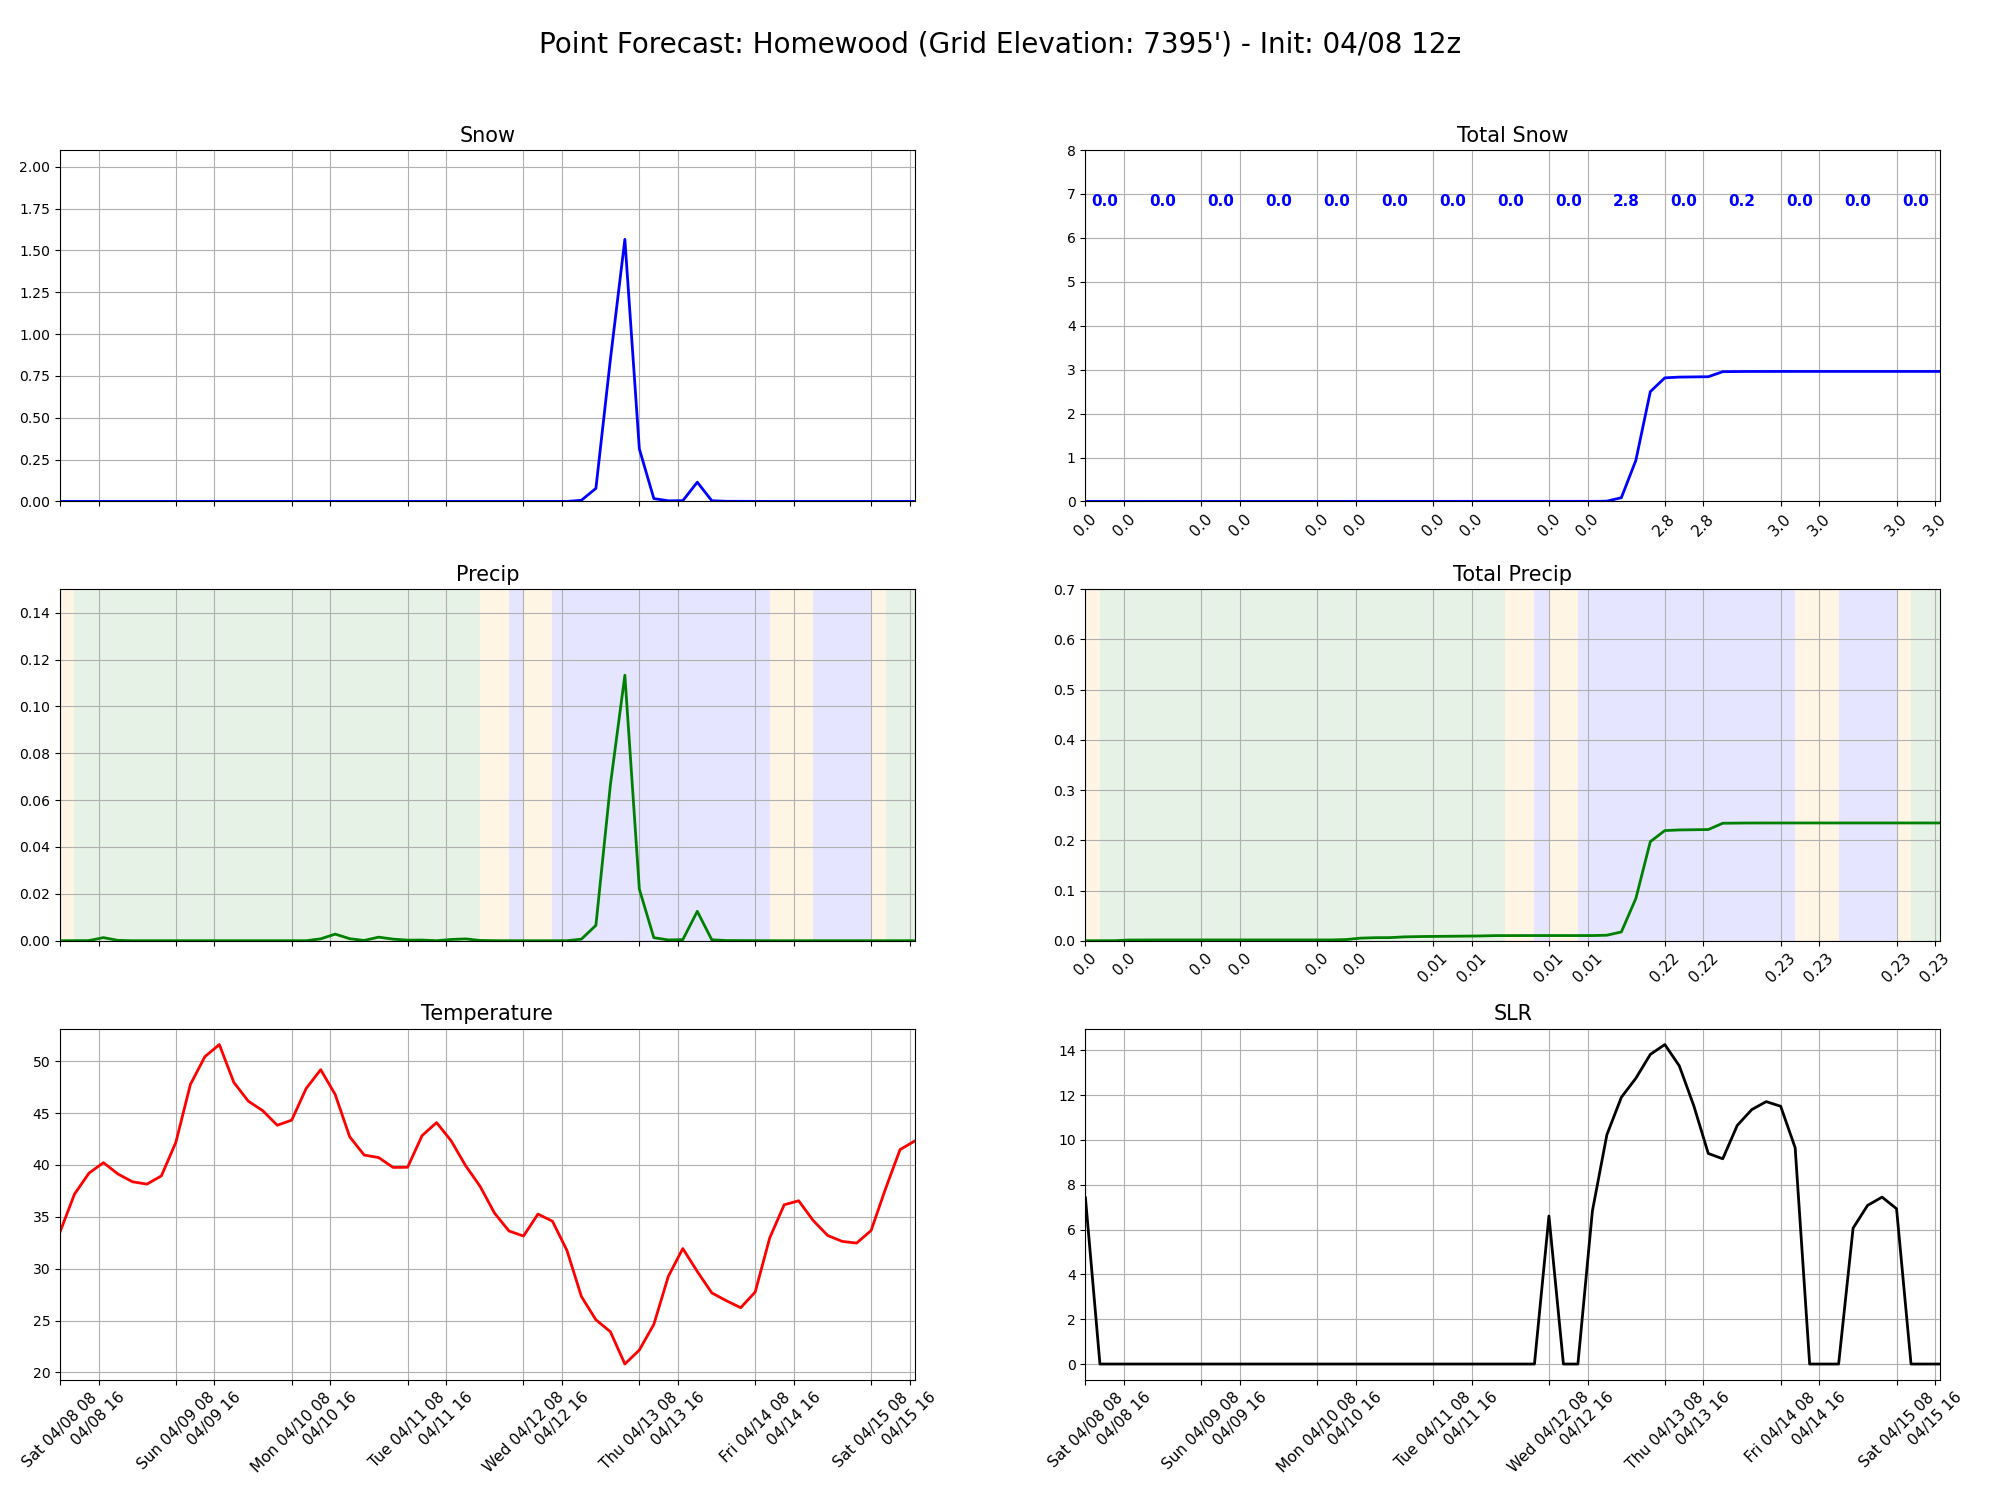 Point Forecast: Homewood (Grid Elevation: 7395') - Init: 04/08 12z
Snow
2.00
1.75
1.50
1.25
1.00
0.75
0.50
0.25
0.00
Total Snow
8
7
6
5
4
3
2
1
0
0.0 0.0 0.0 0.0 0.0 0.0 0.0 0.0 0.0 2.8 0.0 0.2 0.0 0.0 0.0
0.0 0.0 0.0 0.0 0.0 0.0 0.0 0.0 0.0 0.0 2.8 2.8 3.0 3.0 3.0 3.0
Precip
0.14
0.12
0.10
0.08
0.06
0.04
0.02
0.00
Total Precip
0.7
0.6
0.5
0.4
0.3
0.2
0.1
0.0
0.0 0.0 0.0 0.0 0.0 0.0 0.01 0.01 0.01 0.01 0.22 0.22 0.23 0.23 0.23 0.23
Temperature
50
45
40
35
30
25
20
Sat 04/08 08
04/08 16
Sun 04/09 08
04/09 16
Mon 04/10 08
04/10 16
Tue 04/11 08
04/11 16
Wed 04/12 08
04/12 16
Thu 04/13 08
04/13 16
Fri 04/14 08
04/14 16
Sat 04/15 08
04/15 16
SLR
14
12
10
8
6
4
2
0
Sat 04/08 08
04/08 16
Sun 04/09 08
04/09 16
Mon 04/10 08
04/10 16
Tue 04/11 08
04/11 16
Wed 04/12 08
04/12 16
Thu 04/13 08
04/13 16
Fri 04/14 08
04/14 16
Sat 04/15 08
04/15 16